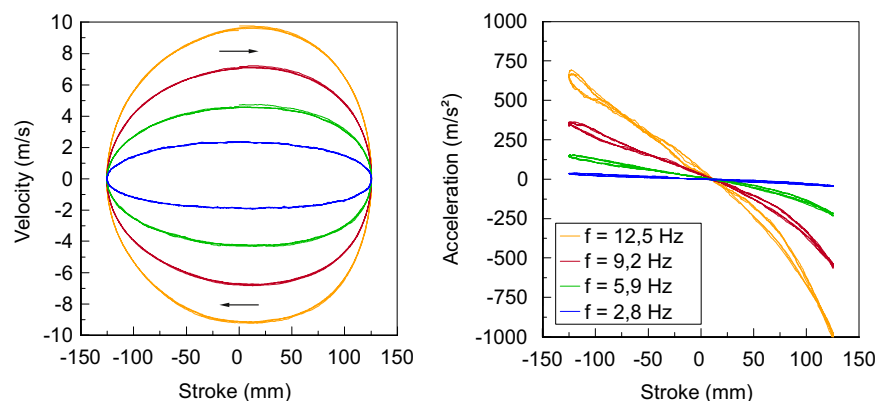 10
8
6
4
2
0
-2
-4
-6
-8
-10
Velocity (m/s)
-150 -100 -50 0 50 100 150
Stroke (mm)
1000
750
500
250
0
-250
-500
-750
-1000
Acceleration (m/s²)
f = 12,5 Hz
f = 9,2 Hz
f = 5,9 Hz
f = 2,8 Hz
-150 -100 -50 0 50 100 150
Stroke (mm)